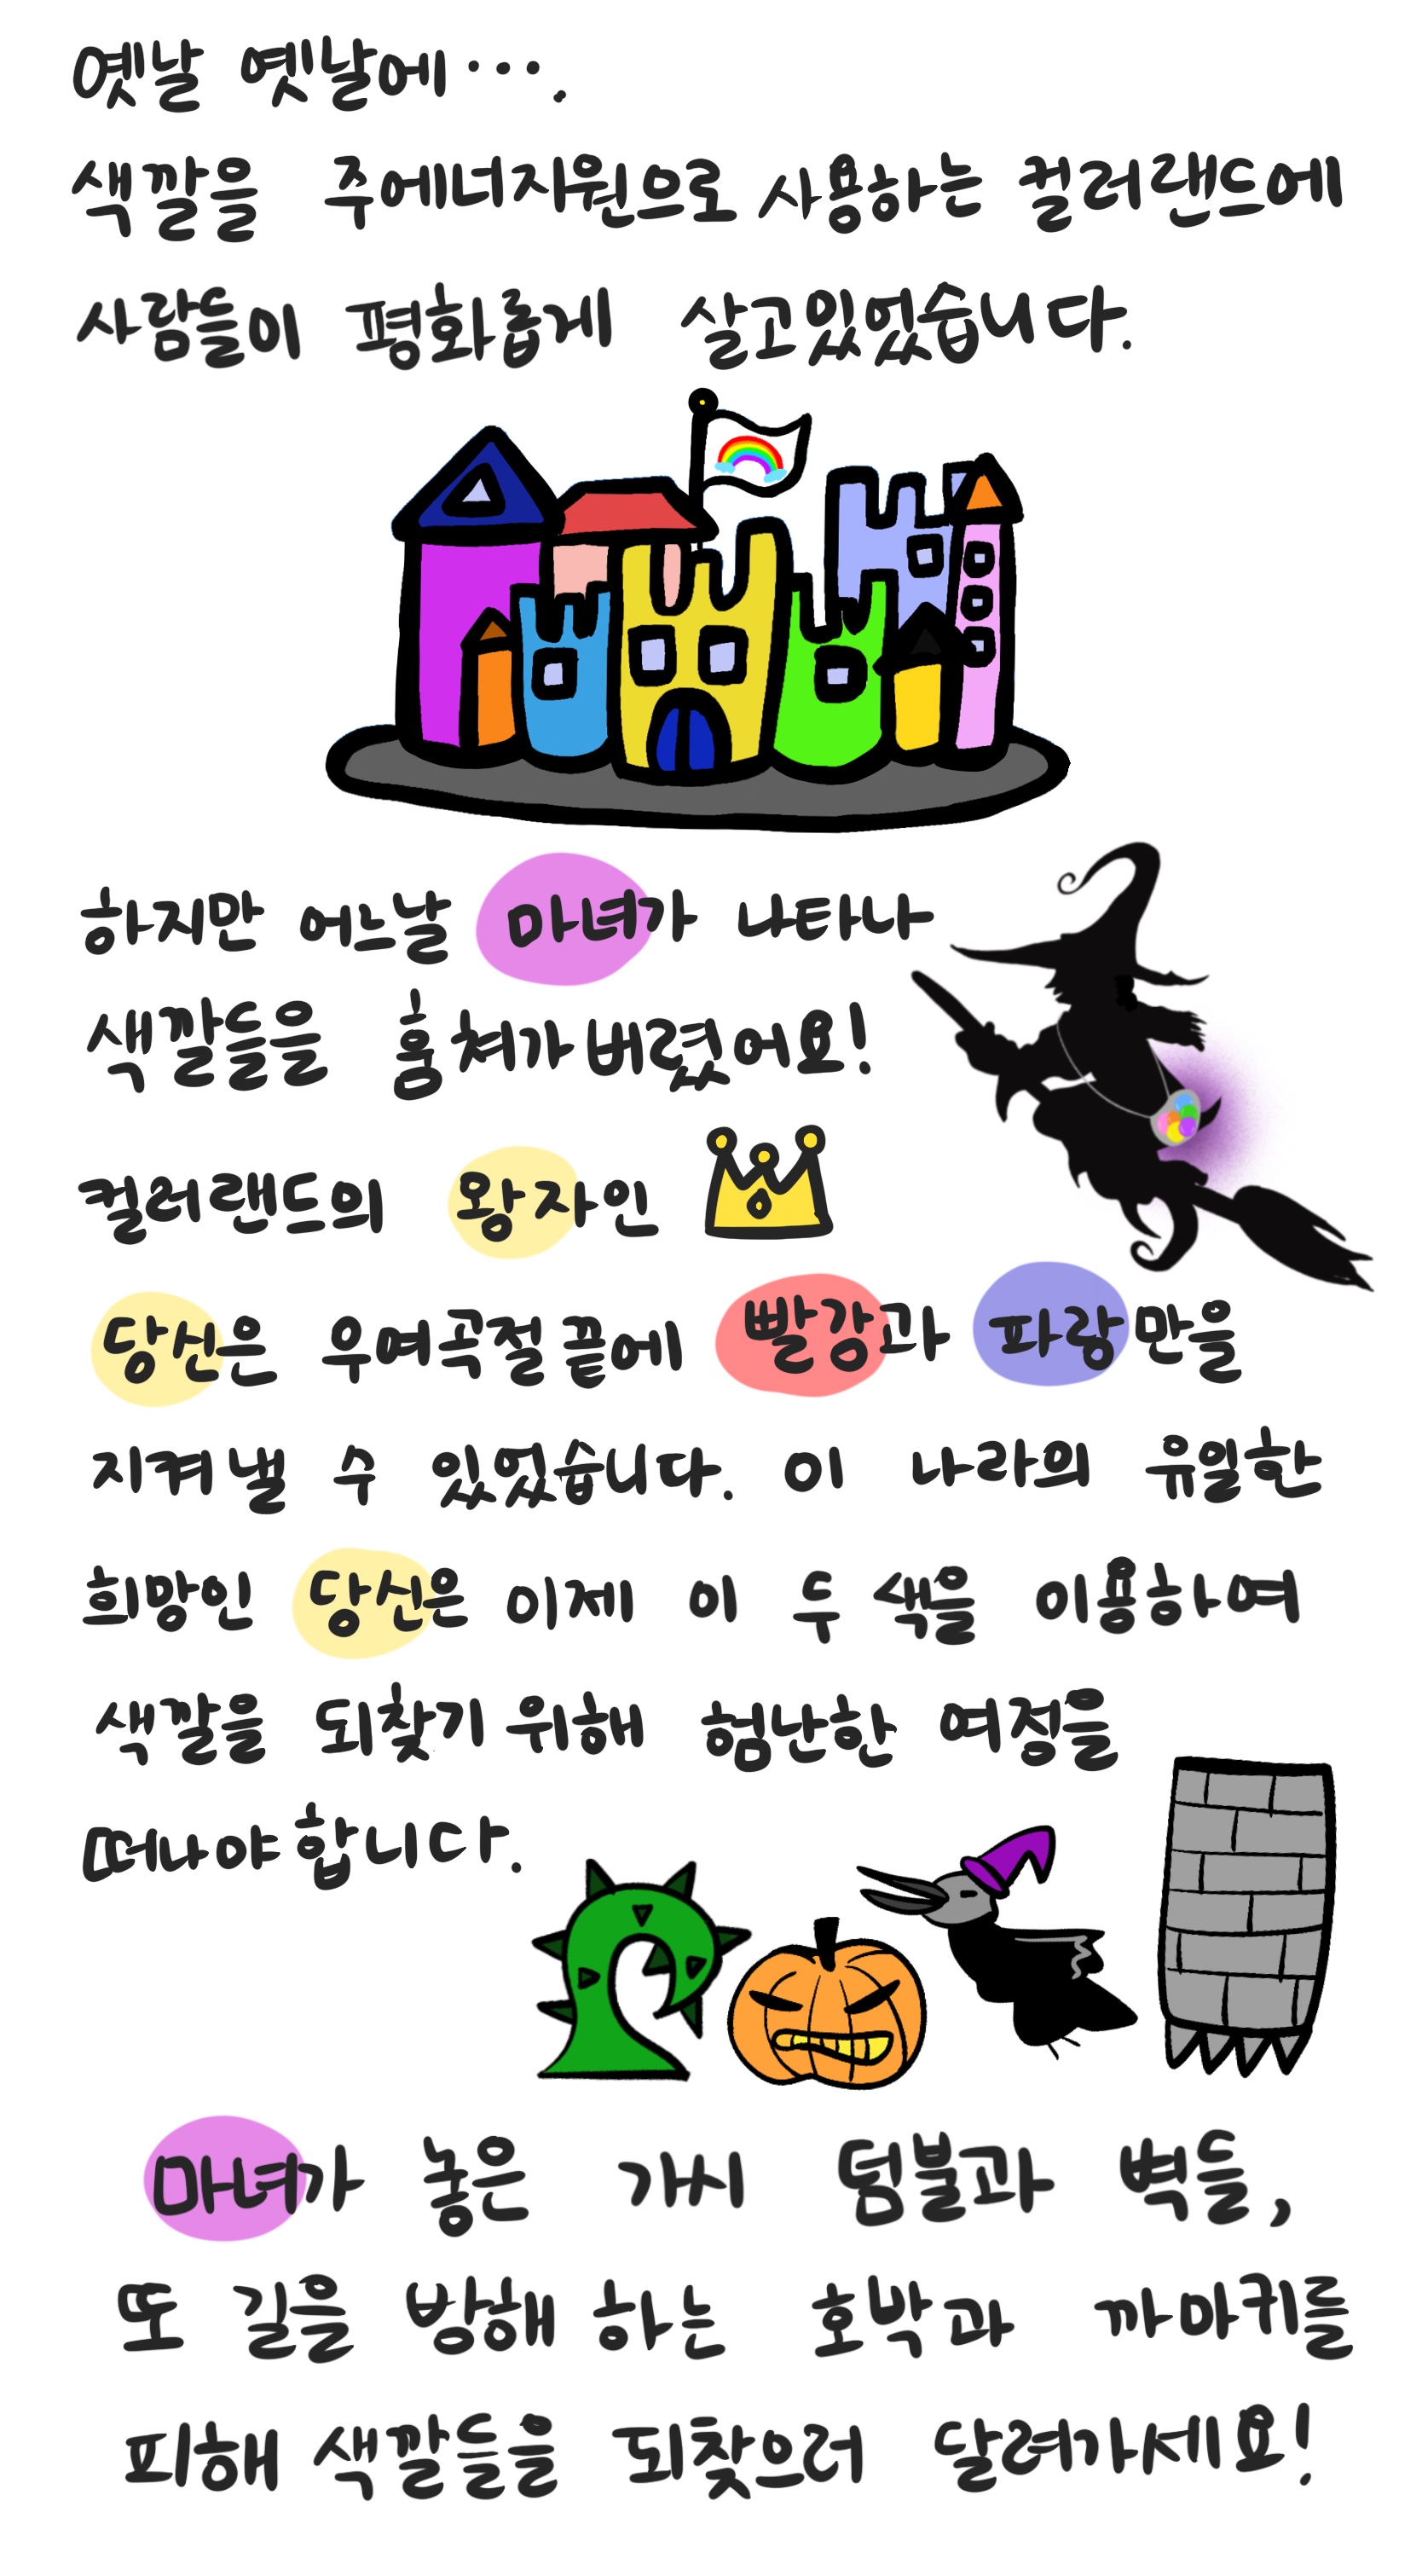 옛날 옛날에….
색깔을 주에너지원으로 사용하는 컬러랜드에
사람들이 평화롭게 살고있었습니다.
하지만 어느날 마녀가 나타나
색깔들을 훔쳐가버렸어요!
컬러랜드의 왕자인
당신은 우여곡절끝에 빨강과 파랑만을
지켜낼 수 있었습니다. 이 나라의 유일한
희망인 당신은 이제 이 두 색을 이용하여
색깔을 되찾기 위해 험난한 여정을
떠나야합니다.
마녀가 놓은 가시 덤불과 벽들,
또 길을 방해 하는 호박과 까마귀를
피해 색깔들을 되찾으러 달려가세요!